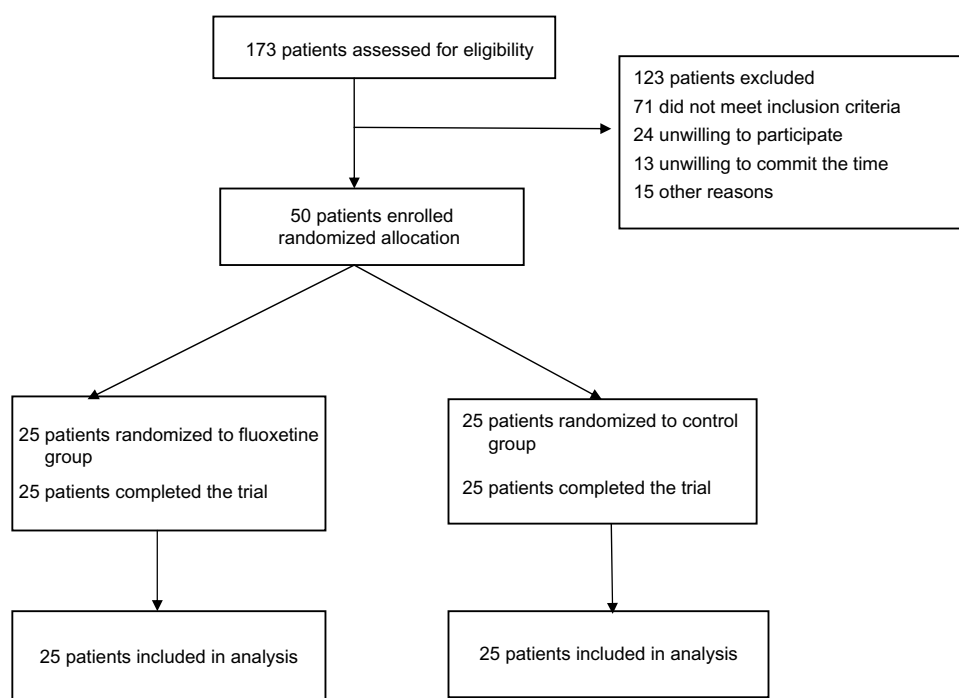 173 patients assessed for eligibility
123 patients excluded
71 did not meet inclusion criteria
24 unwilling to participate
13 unwilling to commit the time
15 other reasons
50 patients enrolled
randomized allocation
25 patients randomized to fluoxetine
group
25 patients completed the trial
25 patients randomized to control
group
25 patients completed the trial
25 patients included in analysis
25 patients included in analysis